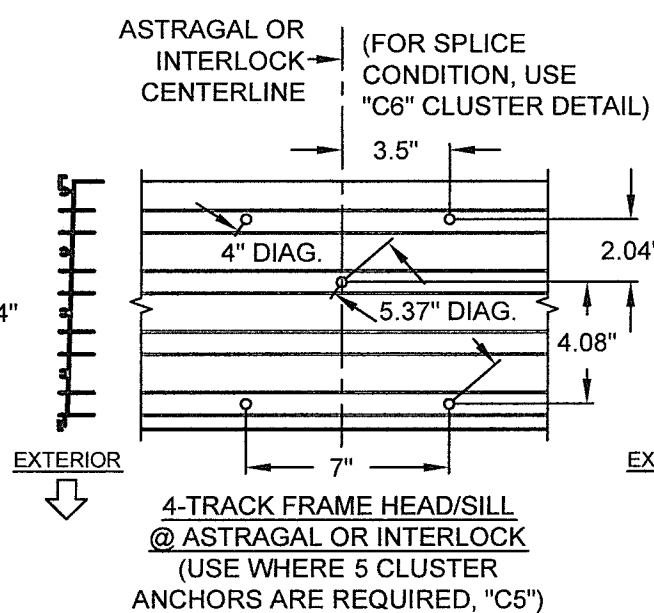 ASTRAGAL OR
INTERLOCK
CENTERLINE
(FOR SPLICE
CONDITION, USE
"C6" CLUSTER DETAIL)
3.5"
4" DIAG.
2.04"
5.37" DIAG.
4"
4.08"
EXTERIOR
7"
EX
4-TRACK FRAME HEAD/SILL
@ ASTRAGAL OR INTERLOCK
(USE WHERE 5 CLUSTER
ANCHORS ARE REQUIRED, "C5")